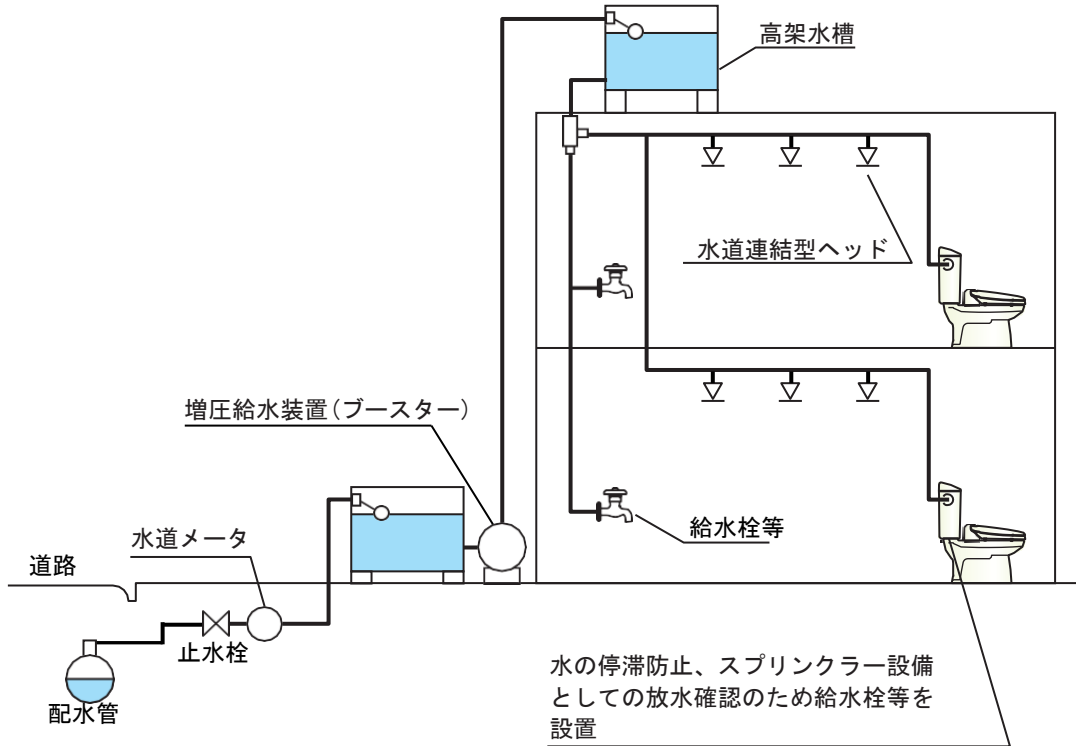 高架水槽
水道連結型ヘッド
増圧給水装置(ブースター)
水道メータ
給水栓等
道路
止水栓
配水管
水の停滞防止、スプリンクラー設備
としての放水確認のため給水栓等を
設置